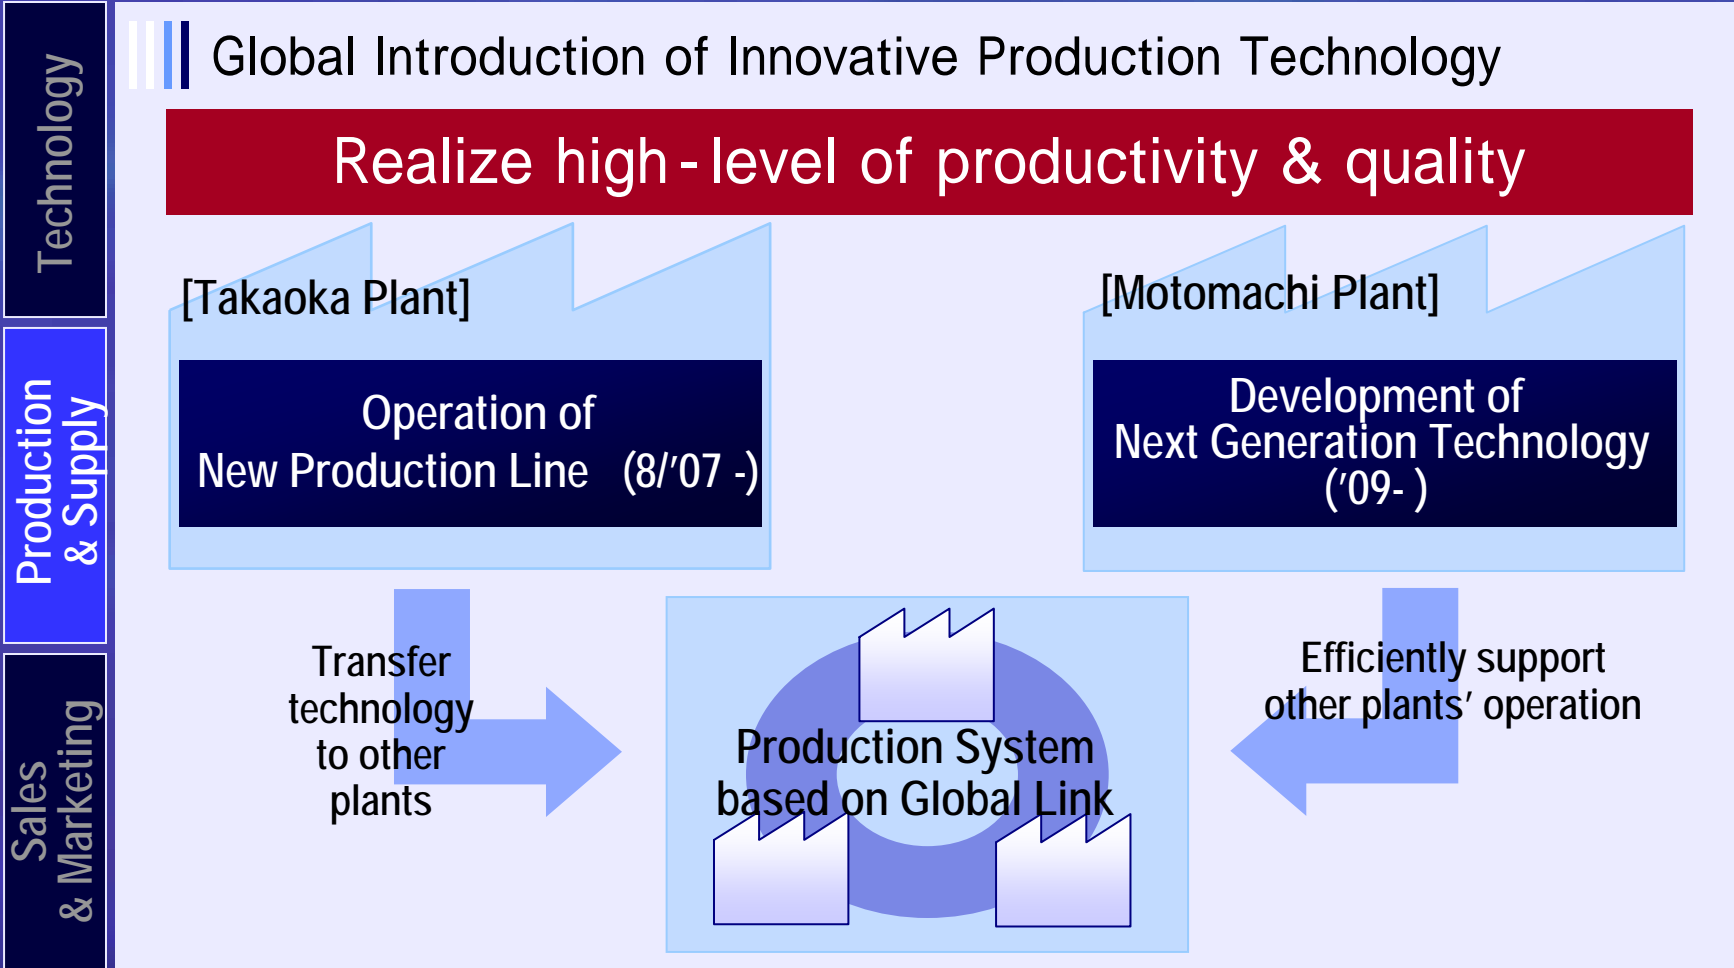 Technology
Production
& Supply
Sales
& Marketing
Global Introduction of Innovative Production Technology
Realize high-level of productivity & quality
[Takaoka Plant]
Operation of
New Production Line (8/'07 -)
[Motomachi Plant]
Development of
Next Generation Technology
('09- )
Transfer
technology
to other
plants
Production System
based on Global Link
Efficiently support
other plants' operation